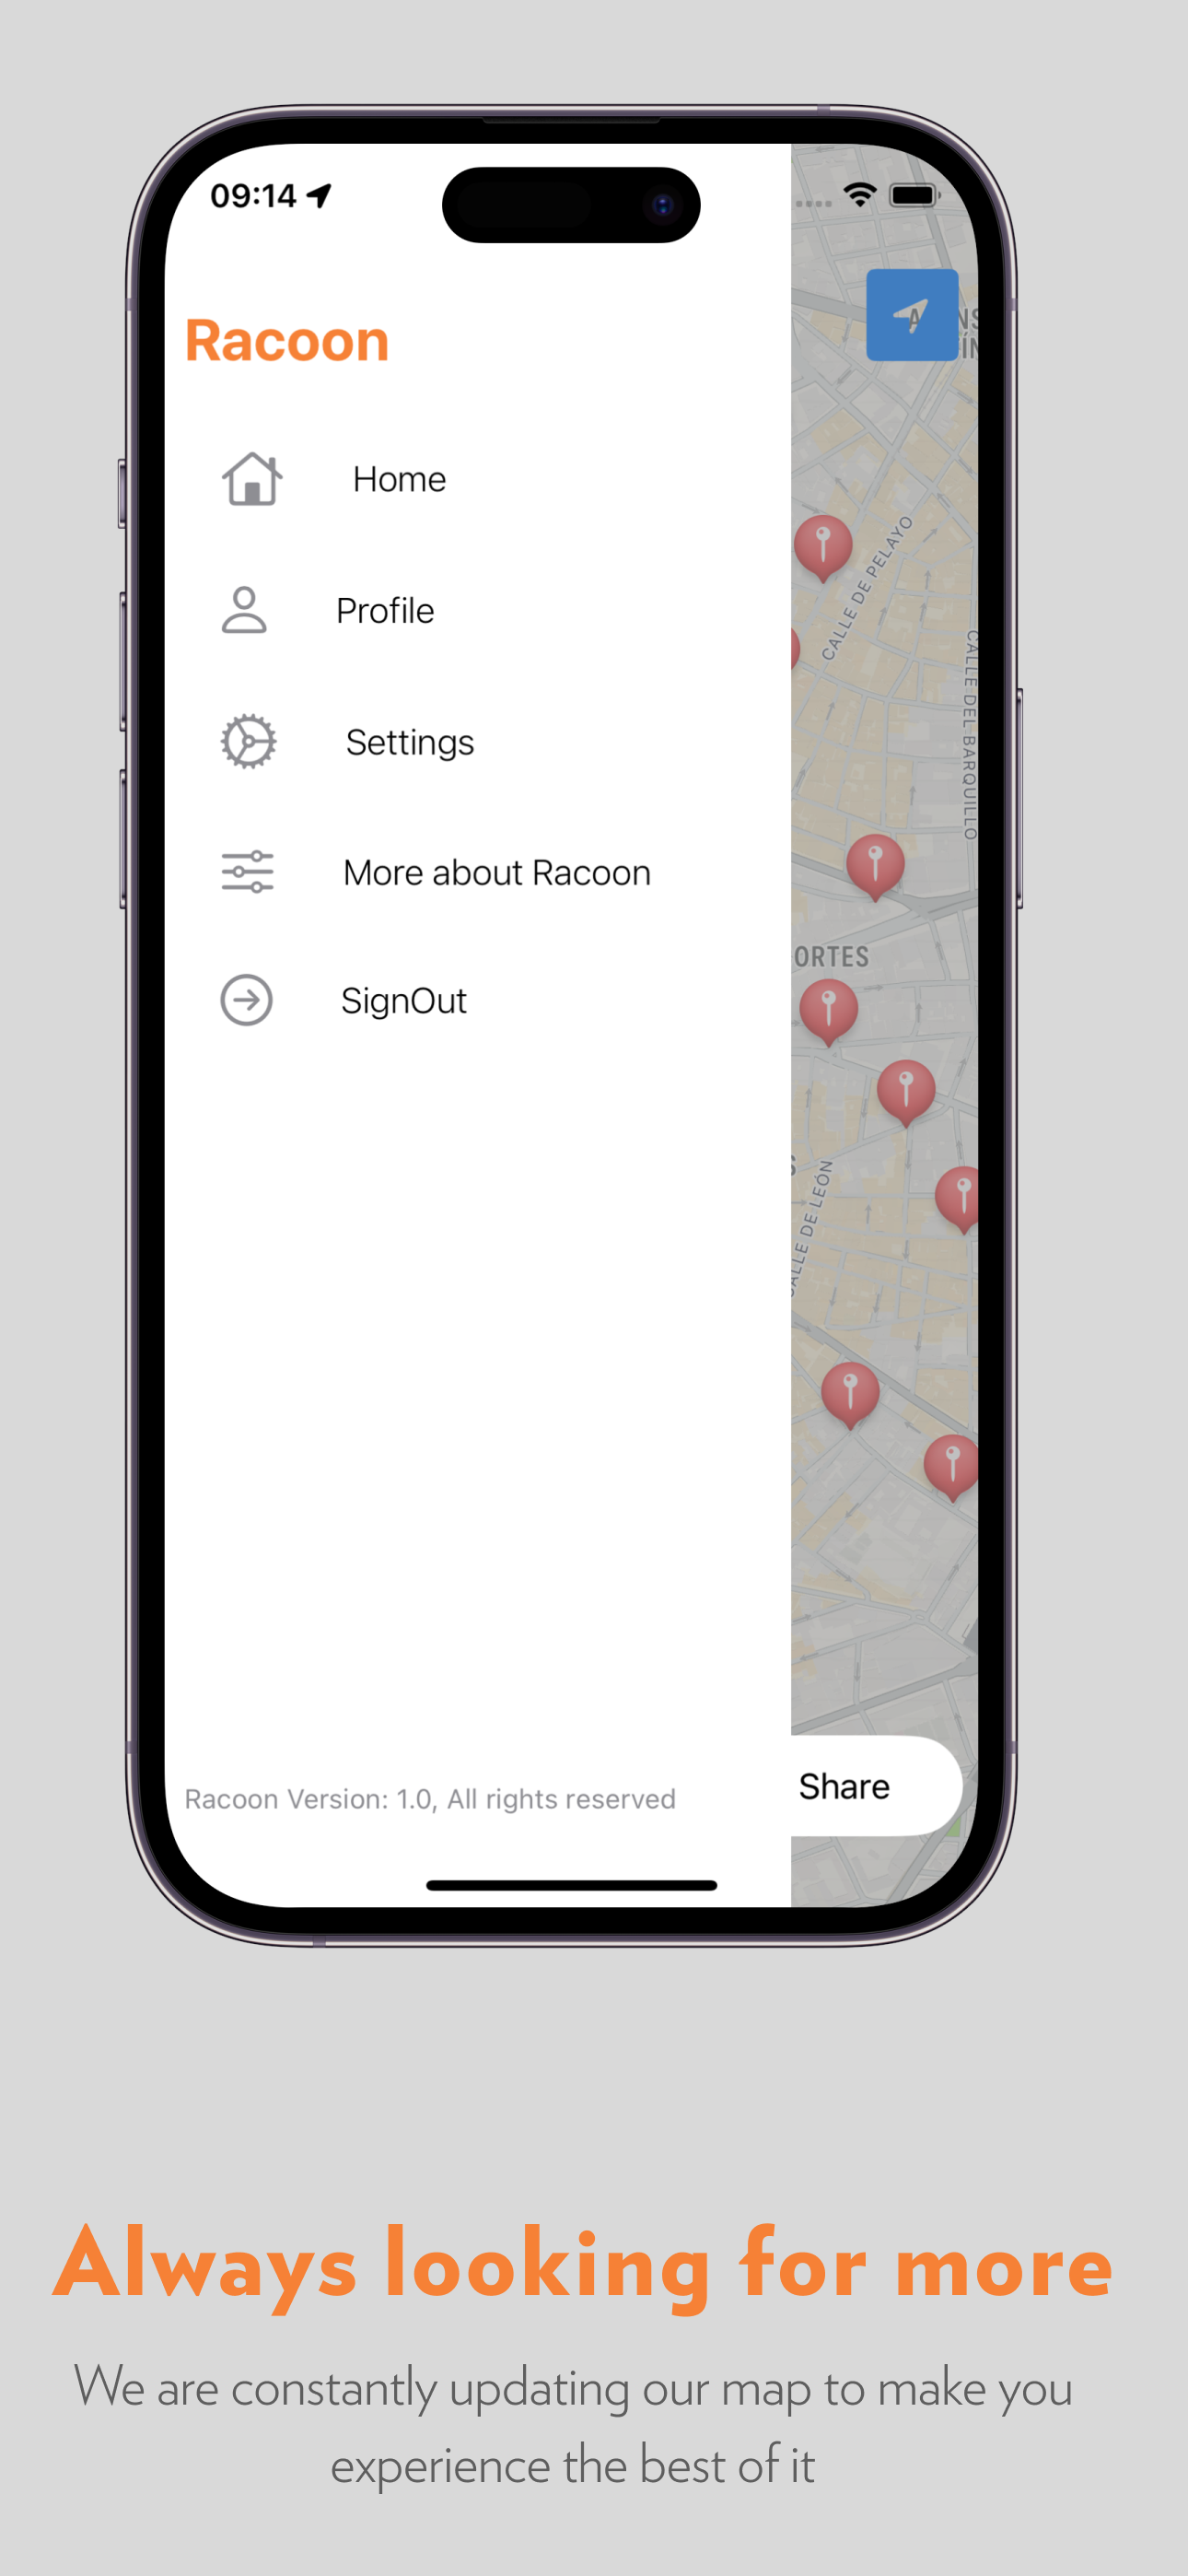 09:14
Racoon
Home
Profile
Settings
More about Racoon
SignOut
CALLE DE PELAYO
CALLE DEL BARQUILLO
ORTES
ALLE DE LEÓN
Share
Racoon Version: 1.0, All rights reserved
Always looking for more
We are constantly updating our map to make you
experience the best of it